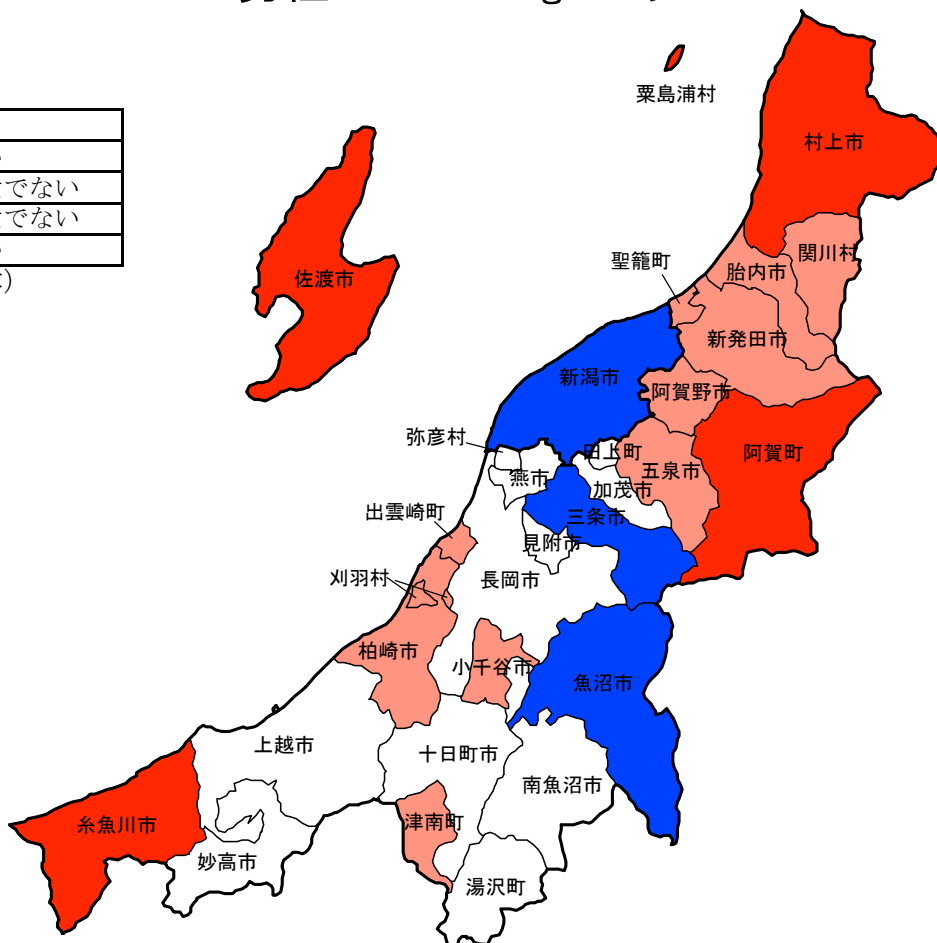 粟島浦村
村上市
でない
でない
佐渡市
聖籠町
関川村
胎内市
新発田市
新潟市
阿賀野市
弥彦村
田上町
阿賀町
燕市
五泉市
加茂市
出雲崎町
三条市
見附市
刈羽村
長岡市
柏崎市
小千谷市
魚沼市
上越市
十日町市
南魚沼市
糸魚川市
津南町
妙高市
湯沢町